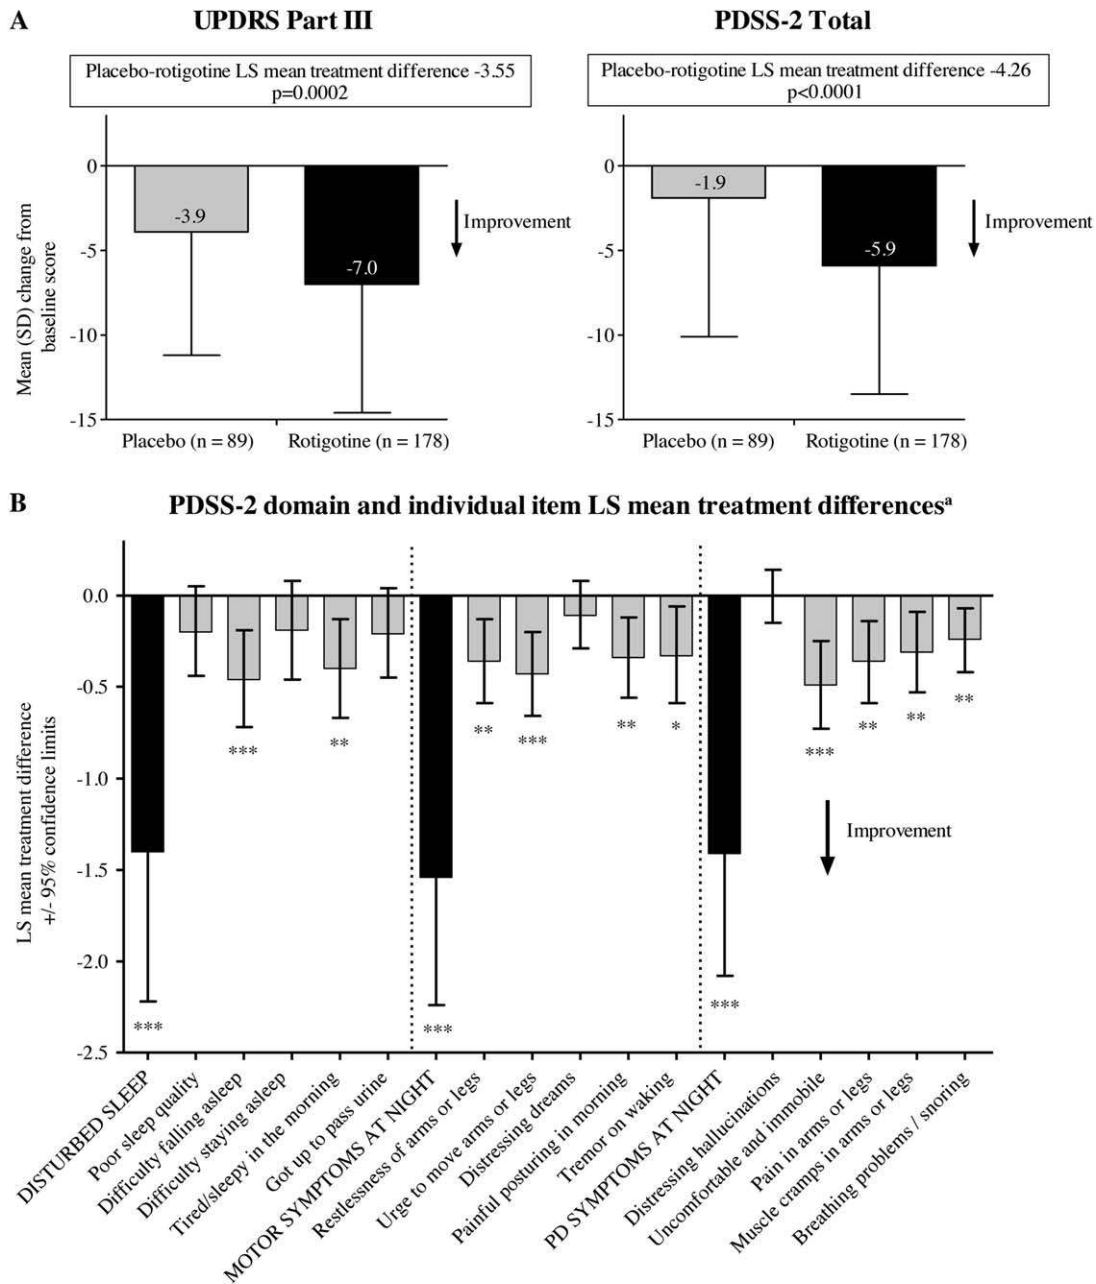 A
UPDRS Part III
PDSS-2 Total
Placebo-rotigotine LS mean treatment difference -3.55
p=0.0002
Placebo-rotigotine LS mean treatment difference -4.26
p<0.0001
Mean (SD) change from
baseline score
0
-5
-10
-15
-3.9
-7.0
Improvement
Placebo (n = 89)
Rotigotine (n = 178)
0
-5
-10
-15
-1.9
-5.9
Improvement
Placebo (n = 89)
Rotigotine (n = 178)
B
PDSS-2 domain and individual item LS mean treatment differencesᵃ
LS mean treatment difference
+/- 95% confidence limits
0.0
-0.5
-1.0
-1.5
-2.0
-2.5
***
***
**
***
**
***
**
*
***
***
**
**
**
Improvement
DISTURBED SLEEP
Poor sleep quality
Difficulty falling asleep
Difficulty staying asleep
Tired/sleepy in the morning
Got up to pass urine
MOTOR SYMPTOMS AT NIGHT
Restlessness of arms or legs
Urge to move arms or legs
Distressing dreams
Painful posturing in morning
Tremor on waking
PD SYMPTOMS AT NIGHT
Distressing hallucinations
Uncomfortable and immobile
Pain in arms or legs
Muscle cramps in arms or legs
Breathing problems / snoring